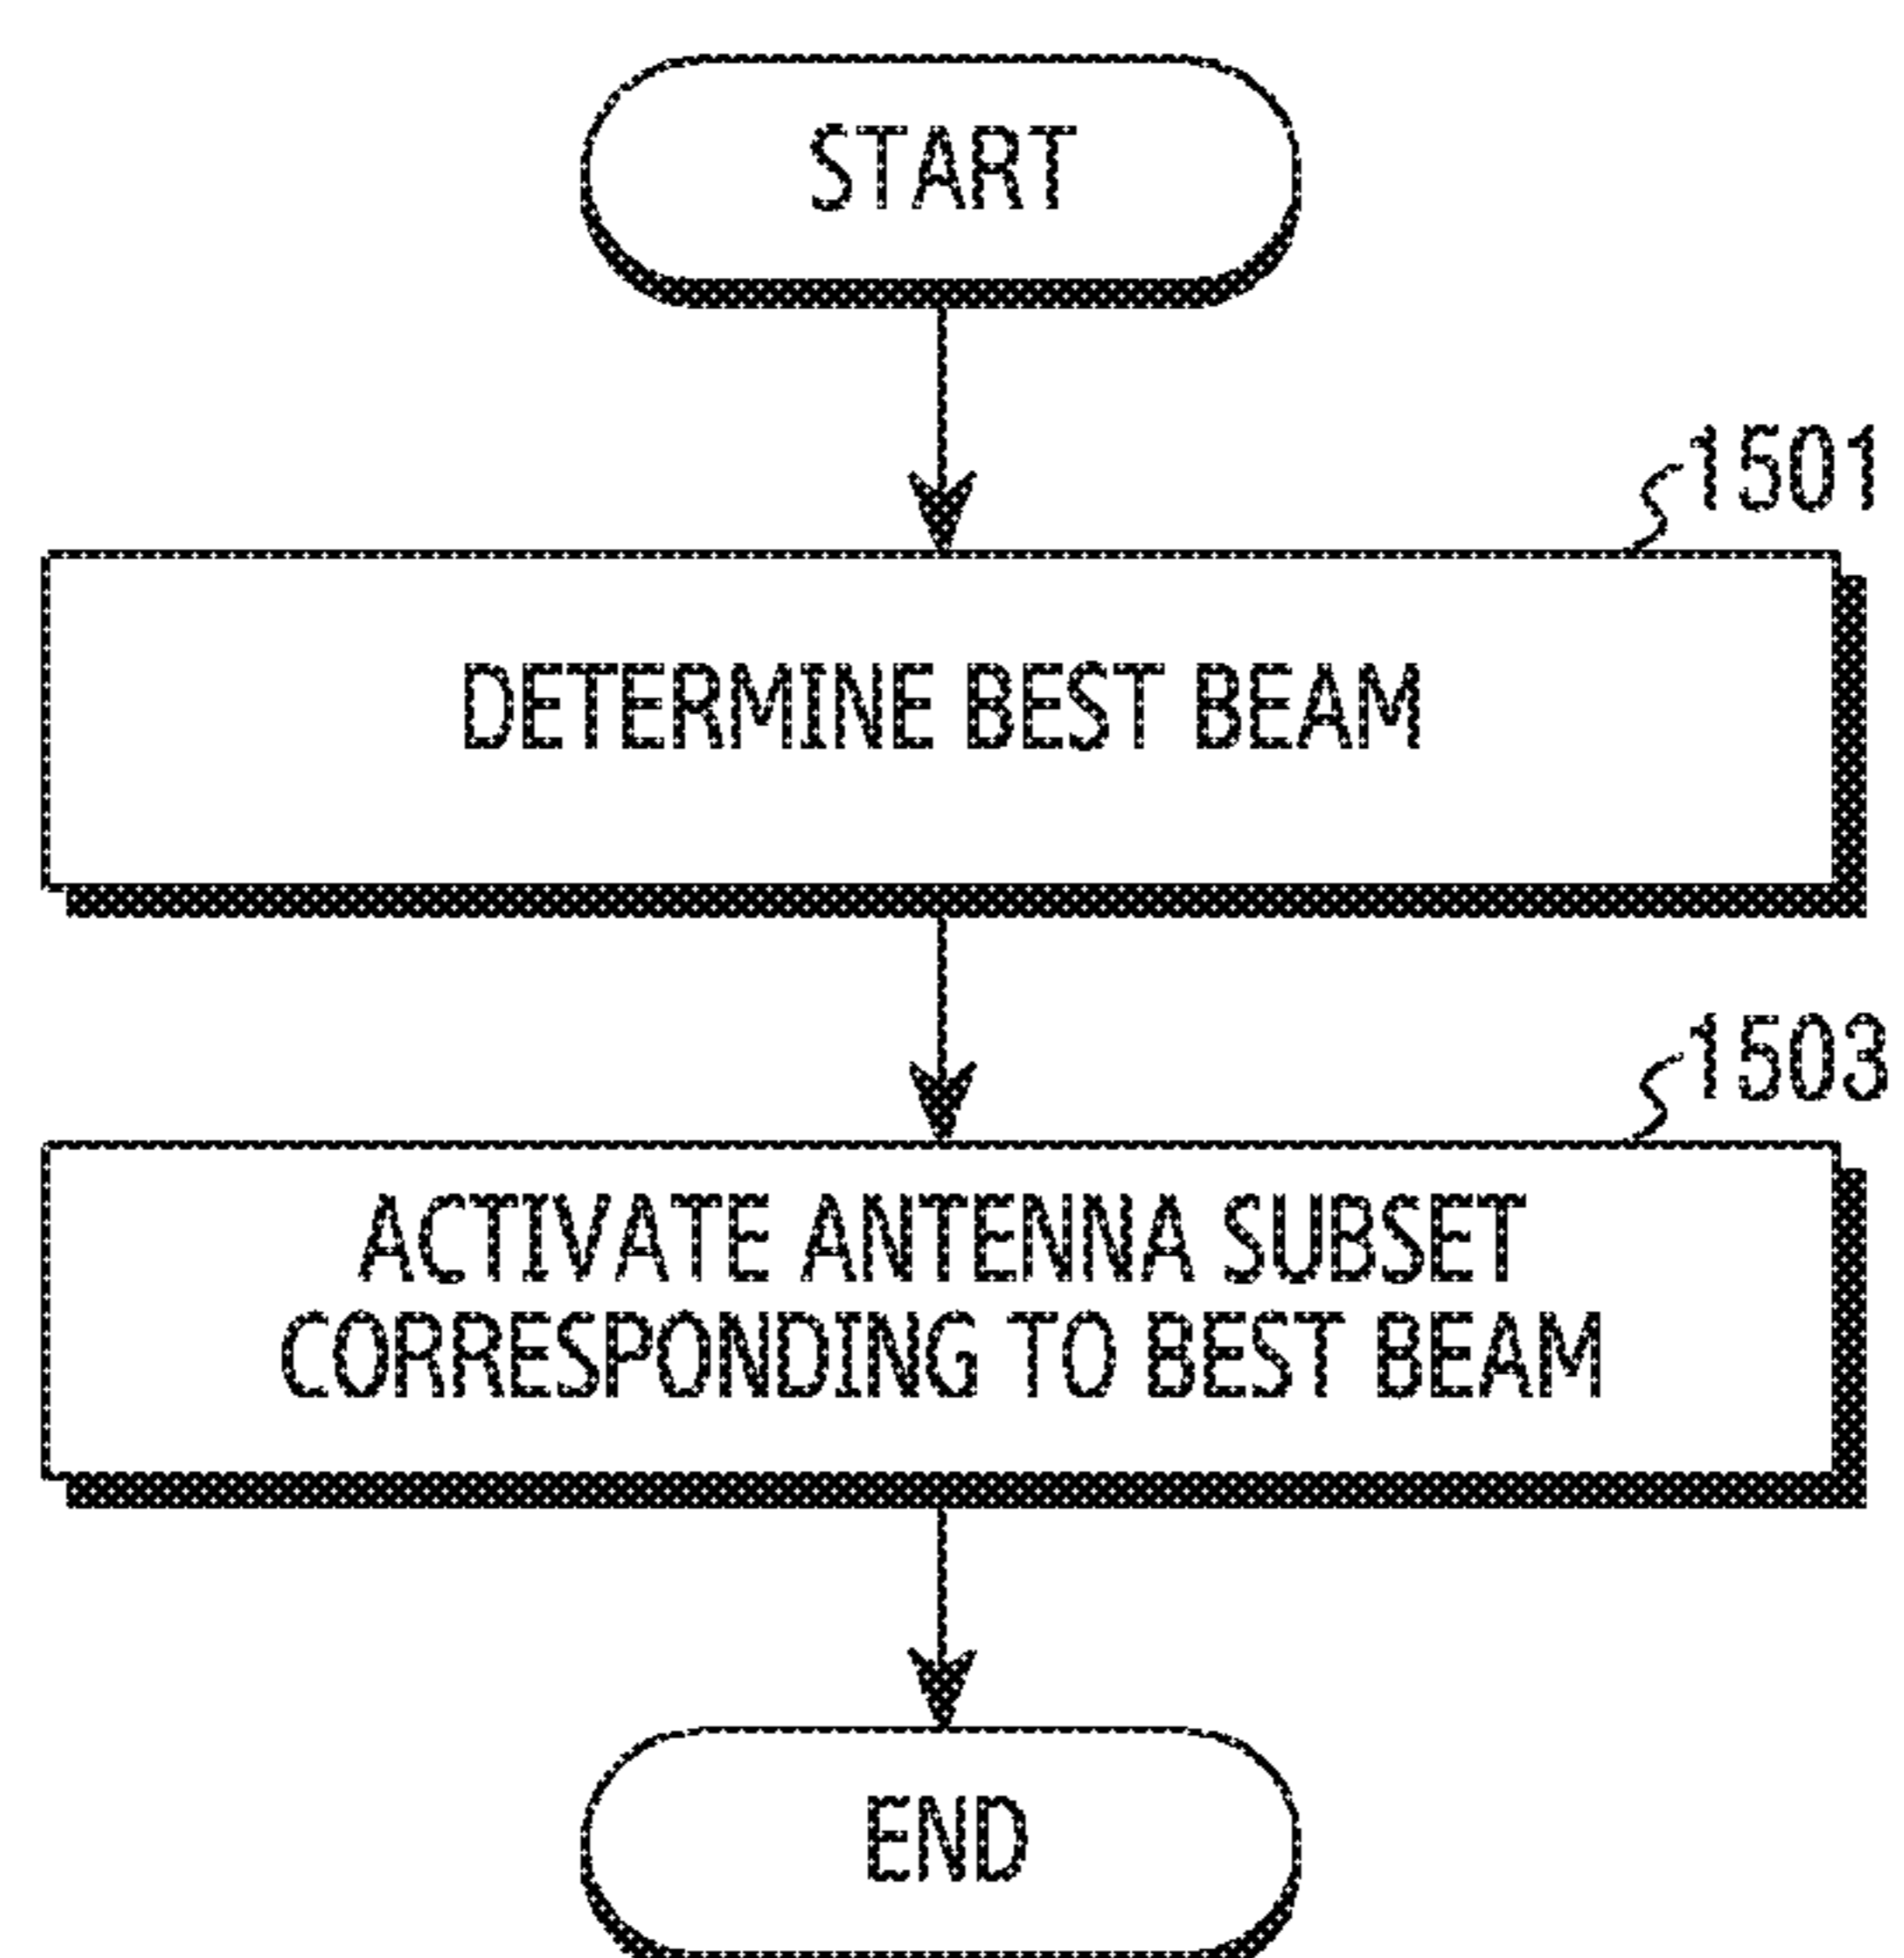 START
1501
DETERMINE BEST BEAM
1503
ACTIVATE ANTENNA SUBSET
CORRESPONDING TO BEST BEAM
END